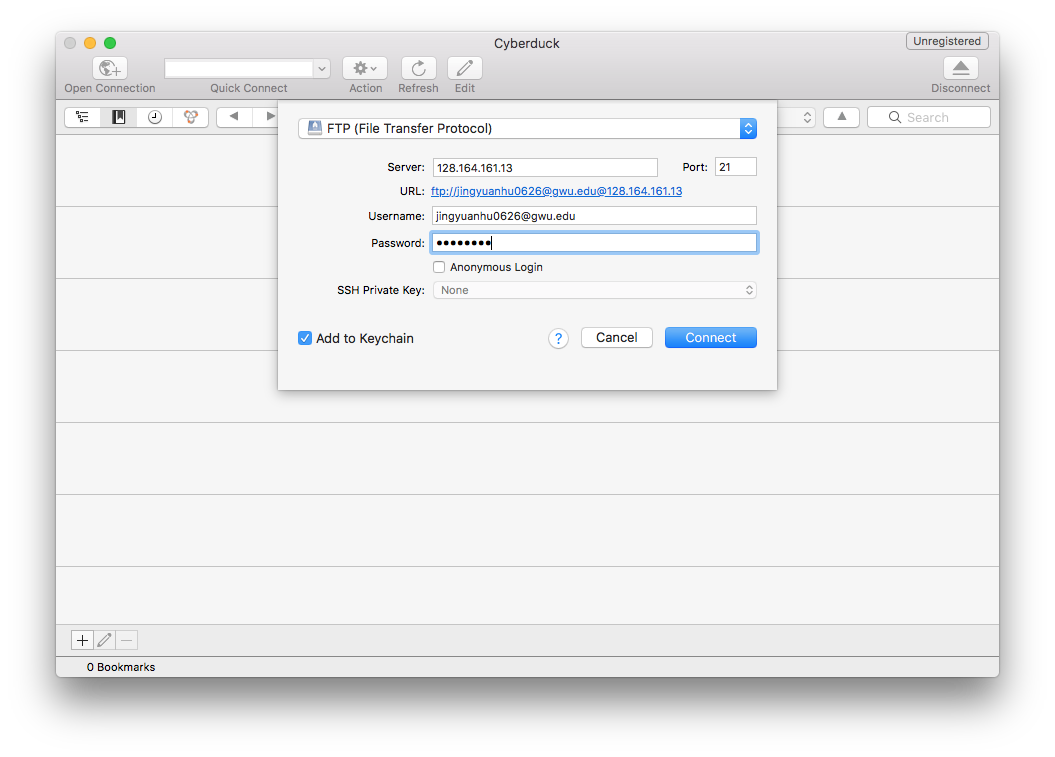 Cyberduck
Unregistered
Open Connection
Quick Connect
Action
Refresh
Edit
Disconnect
Search
FTP (File Transfer Protocol)
Server: 128.164.161.13 Port: 21
URL: ftp://jingyuanhu0626@gwu.edu@128.164.161.13
Username: jingyuanhu0626@gwu.edu
Password: ••••••••
Anonymous Login
SSH Private Key: None
Add to Keychain ? Cancel Connect
0 Bookmarks